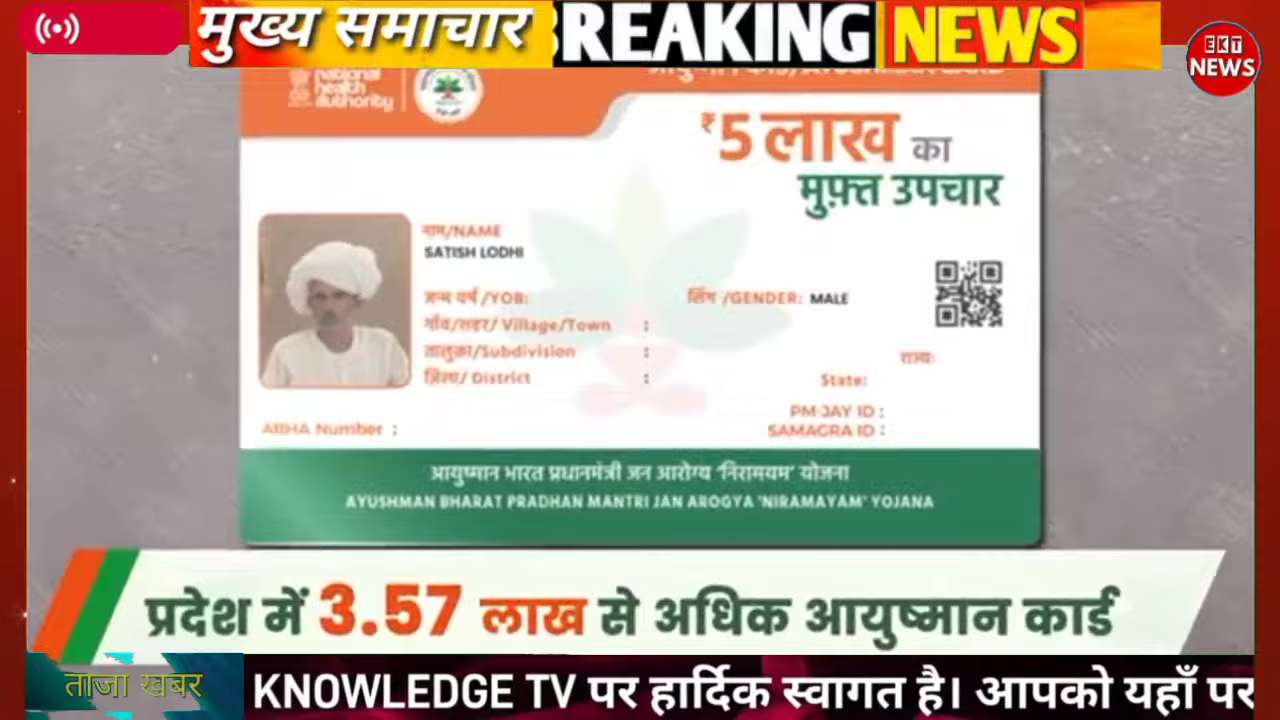 मुख्य समाचार BREAKING NEWS
EKT NEWS
national health authority
₹5 लाख का
मुफ़्त उपचार
नाम/NAME
SATISH LODHI
जन्म वर्ष /YOB:
लिंग /GENDER: MALE
गाँव/शहर/ Village/Town :
तालुका/Subdivision :
राज्य:
ज़िला/ District :
State:
PM-JAY ID :
ABHA Number :
SAMAGRA ID :
आयुष्मान भारत प्रधानमंत्री जन आरोग्य 'निरामयम' योजना
AYUSHMAN BHARAT PRADHAN MANTRI JAN AROGYA 'NIRAMAYAM' YOJANA
प्रदेश में 3.57 लाख से अधिक आयुष्मान कार्ड
ताजा खबर
KNOWLEDGE TV पर हार्दिक स्वागत है। आपको यहाँ पर